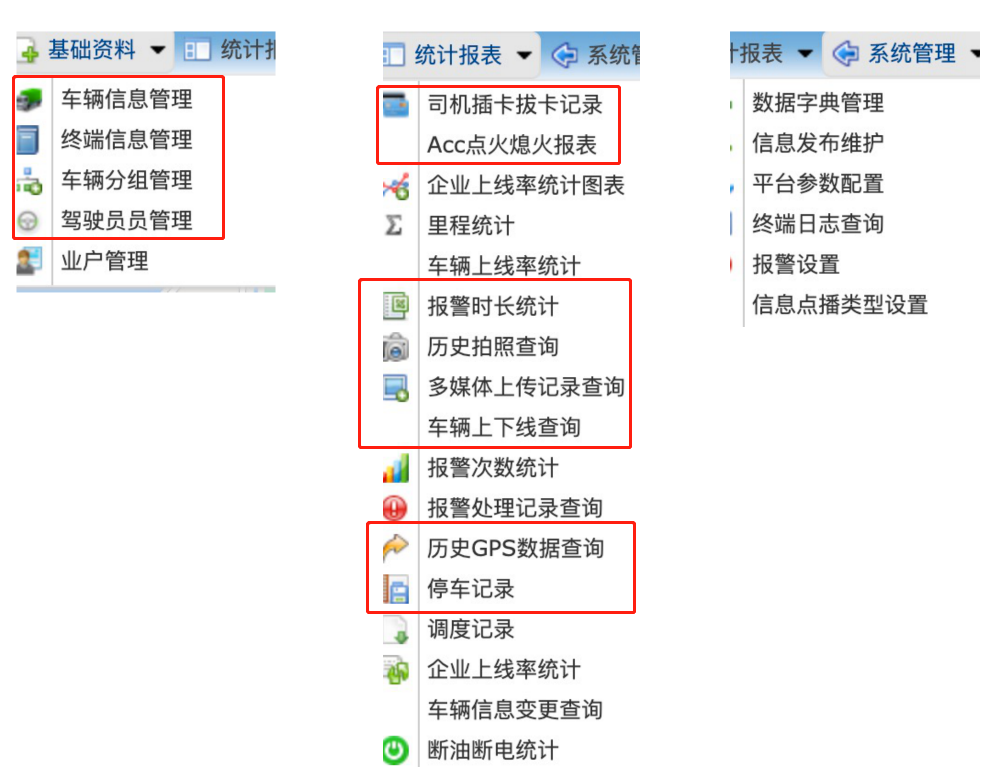 基础资料
车辆信息管理
终端信息管理
车辆分组管理
驾驶员员管理
业户管理
统计报表
司机插卡拔卡记录
Acc点火熄火报表
企业上线率统计图表
里程统计
车辆上线率统计
报警时长统计
历史拍照查询
多媒体上传记录查询
车辆上下线查询
报警次数统计
报警处理记录查询
历史GPS数据查询
停车记录
调度记录
企业上线率统计
车辆信息变更查询
断油断电统计
系统管理
数据字典管理
信息发布维护
平台参数配置
终端日志查询
报警设置
信息点播类型设置